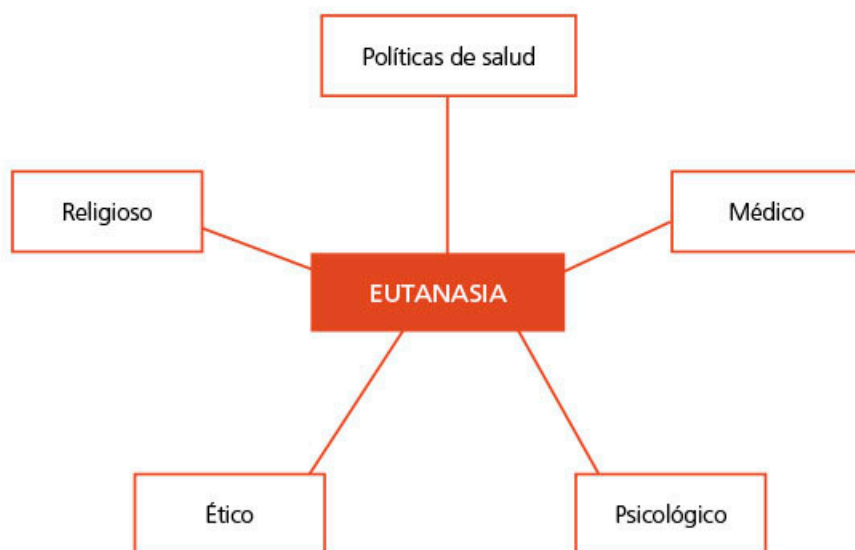 Políticas de salud
Religioso
Médico
EUTANASIA
Ético
Psicológico